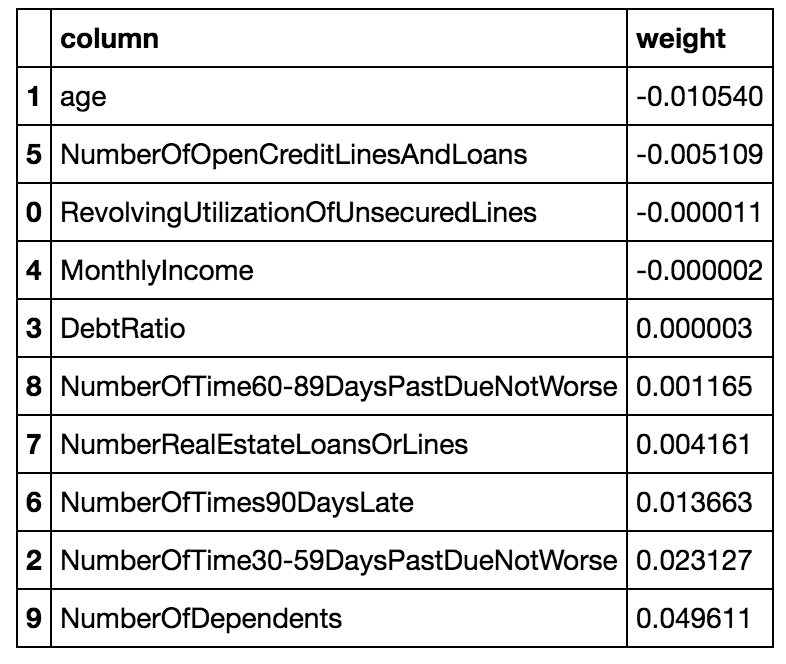 column weight
1 age -0.010540
5 NumberOfOpenCreditLinesAndLoans -0.005109
0 RevolvingUtilizationOfUnsecuredLines -0.000011
4 MonthlyIncome -0.000002
3 DebtRatio 0.000003
8 NumberOfTime60-89DaysPastDueNotWorse 0.001165
7 NumberRealEstateLoansOrLines 0.004161
6 NumberOfTimes90DaysLate 0.013663
2 NumberOfTime30-59DaysPastDueNotWorse 0.023127
9 NumberOfDependents 0.049611